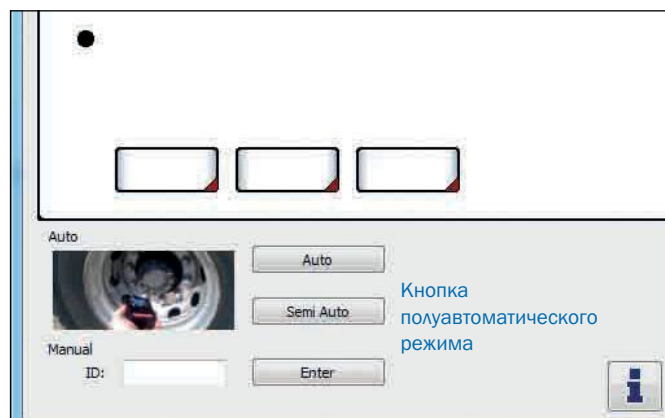 Auto
Auto
Semi Auto
Кнопка
полуавтоматического
режима
Manual
ID:
Enter
i